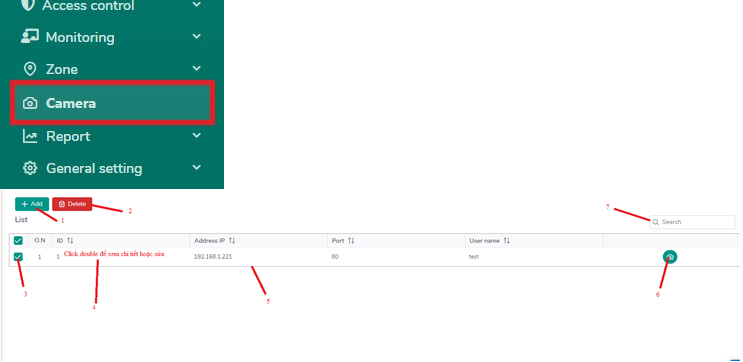 Access control
Monitoring
Zone
Camera
Report
General setting
+ Add
Delete
1
2
7
List
Search
O.N
ID
Address IP
Port
User name
1
1
Click double để xem chi tiết hoặc sửa
192.168.1.221
80
test
3
4
5
6